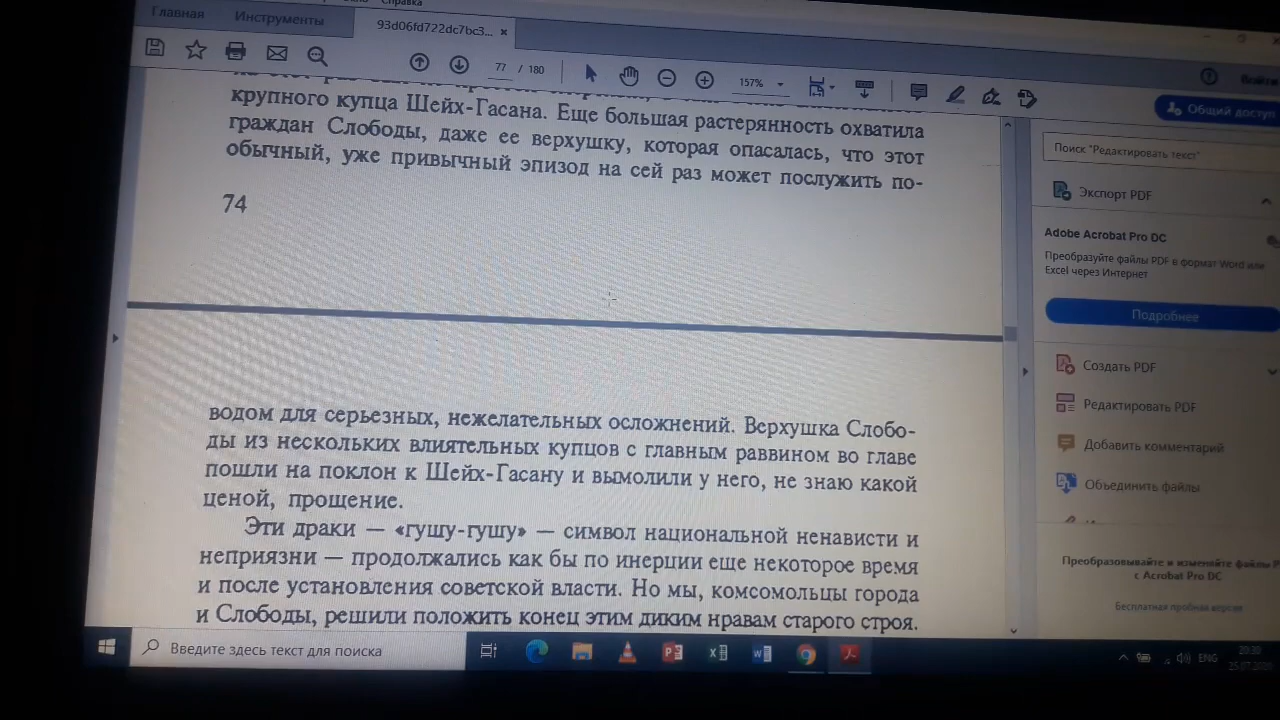 Справка
Главная
Инструменты
93d06fd722dc7bc3... ×
77 / 180
157%
Войти
Общий доступ
крупного купца Шейх-Гасана. Еще большая растерянность охватила
граждан Слободы, даже ее верхушку, которая опасалась, что этот
обычный, уже привычный эпизод на сей раз может послужить по-
74
водом для серьезных, нежелательных осложнений. Верхушка Слобо-
ды из нескольких влиятельных купцов с главным раввином во главе
пошли на поклон к Шейх-Гасану и вымолили у него, не знаю какой
ценой, прощение.
Эти драки — «гушу-гушу» — символ национальной ненависти и
неприязни — продолжались как бы по инерции еще некоторое время
и после установления советской власти. Но мы, комсомольцы города
и Слободы, решили положить конец этим диким нравам старого строя.
Поиск "Редактировать текст"
Экспорт PDF
Adobe Acrobat Pro DC
Преобразуйте файлы PDF в формат Word или
Excel через Интернет
Подробнее
Создать PDF
Редактировать PDF
Добавить комментарий
Объединить файлы
Преобразовывайте и изменяйте файлы
с Acrobat Pro DC
Бесплатная пробная версия
Введите здесь текст для поиска
ENG
20:30